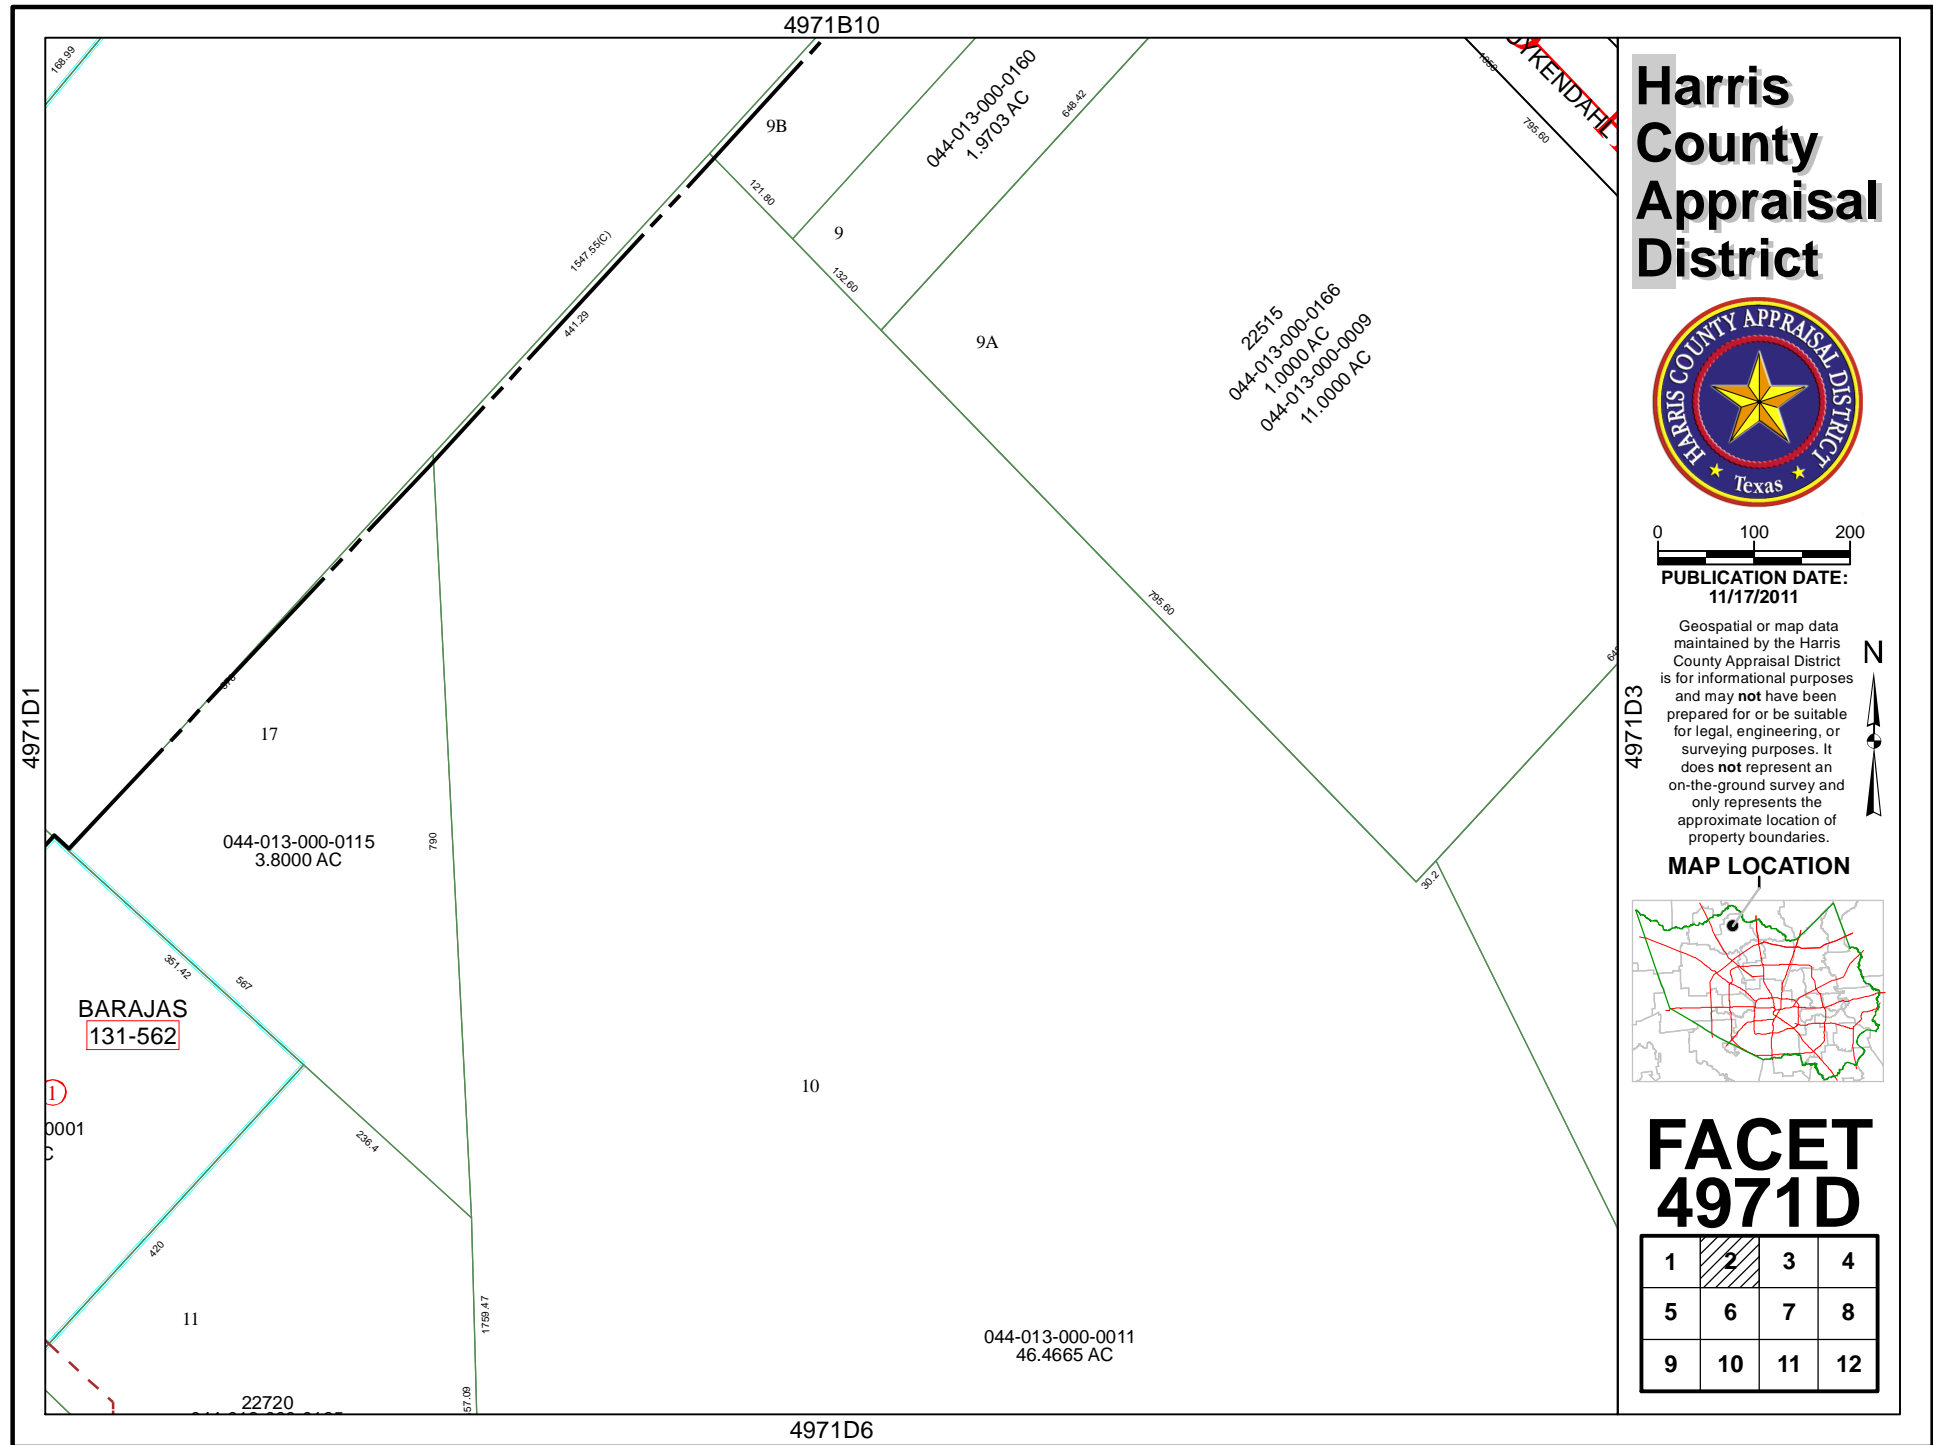 4971B10
168.99
9B
044-013-000-0160
1.9703 AC
648.42
1050
795.60
121.80
9
132.60
1547.55(C)
441.29
9A
22515
044-013-000-0166
1.0000 AC
044-013-000-0009
11.0000 AC
795.60
4971D1
17
044-013-000-0115
3.8000 AC
790
30.2
351.42
567
BARAJAS
131-562
1
0001
C
10
236.4
420
11
1759.47
57.09
22720
044-013-000-0011
46.4665 AC
4971D6
4971D3
Harris
County
Appraisal
District
HARRIS COUNTY APPRAISAL DISTRICT
Texas
0 100 200
PUBLICATION DATE:
11/17/2011
Geospatial or map data
maintained by the Harris
County Appraisal District
is for informational purposes
and may not have been
prepared for or be suitable
for legal, engineering, or
surveying purposes. It
does not represent an
on-the-ground survey and
only represents the
approximate location of
property boundaries.
N
MAP LOCATION
FACET
4971D
1 2 3 4
5 6 7 8
9 10 11 12